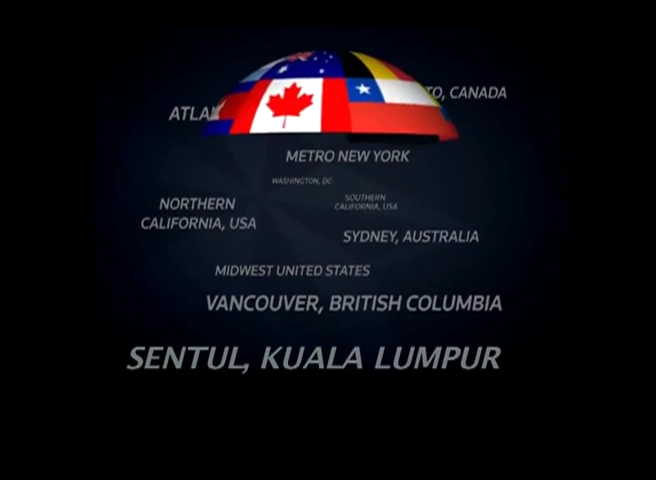 TO, CANADA
ATLA
METRO NEW YORK
WASHINGTON, DC
SOUTHERN
CALIFORNIA, USA
NORTHERN
CALIFORNIA, USA
SYDNEY, AUSTRALIA
MIDWEST UNITED STATES
VANCOUVER, BRITISH COLUMBIA
SENTUL, KUALA LUMPUR